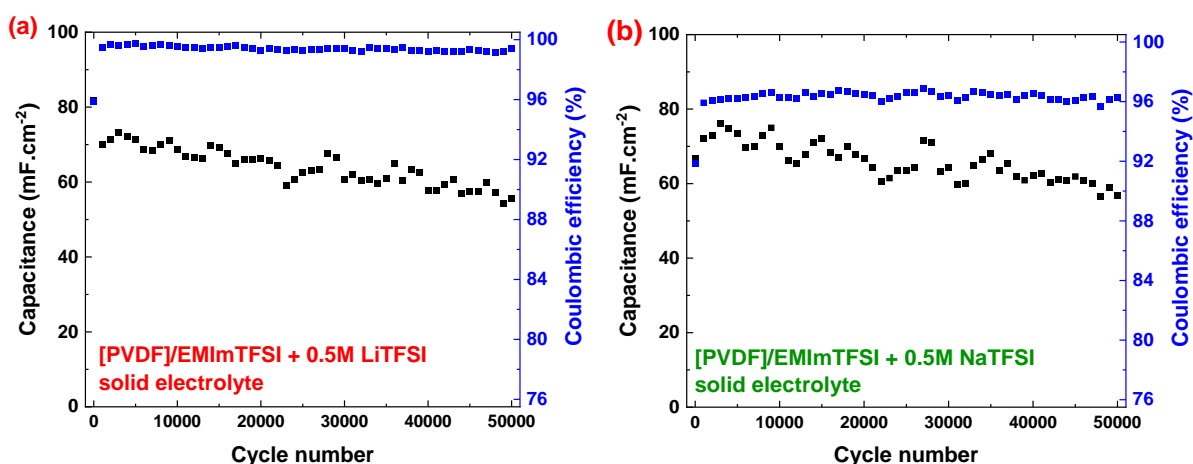 (a)
100
80
60
40
20
0
Capacitance (mF.cm-2)
100
96
92
88
84
80
76
Coulombic efficiency (%)
[PVDF]/EMImTFSI + 0.5M LiTFSI
solid electrolyte
0 10000 20000 30000 40000 50000
Cycle number
(b)
100
80
60
40
20
0
Capacitance (mF.cm-2)
100
96
92
88
84
80
76
Coulombic efficiency (%)
[PVDF]/EMImTFSI + 0.5M NaTFSI
solid electrolyte
0 10000 20000 30000 40000 50000
Cycle number